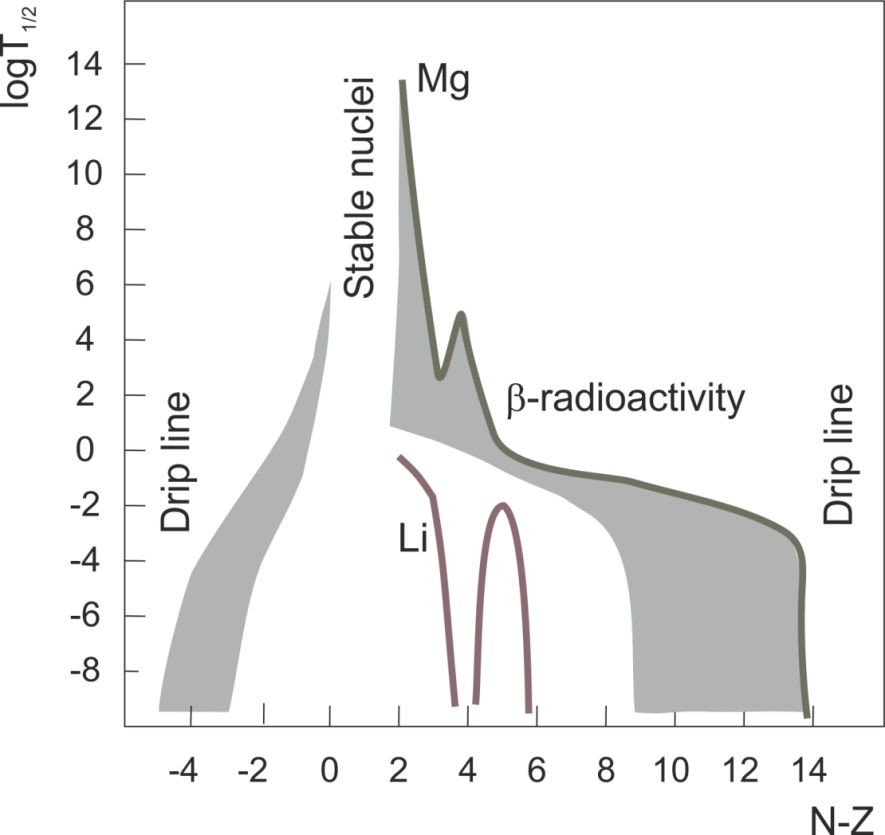 logT1/2
14
12
10
8
6
4
2
0
-2
-4
-6
-8
Mg
Stable nuclei
β-radioactivity
Drip line
Drip line
Li
-4 -2 0 2 4 6 8 10 12 14
N-Z